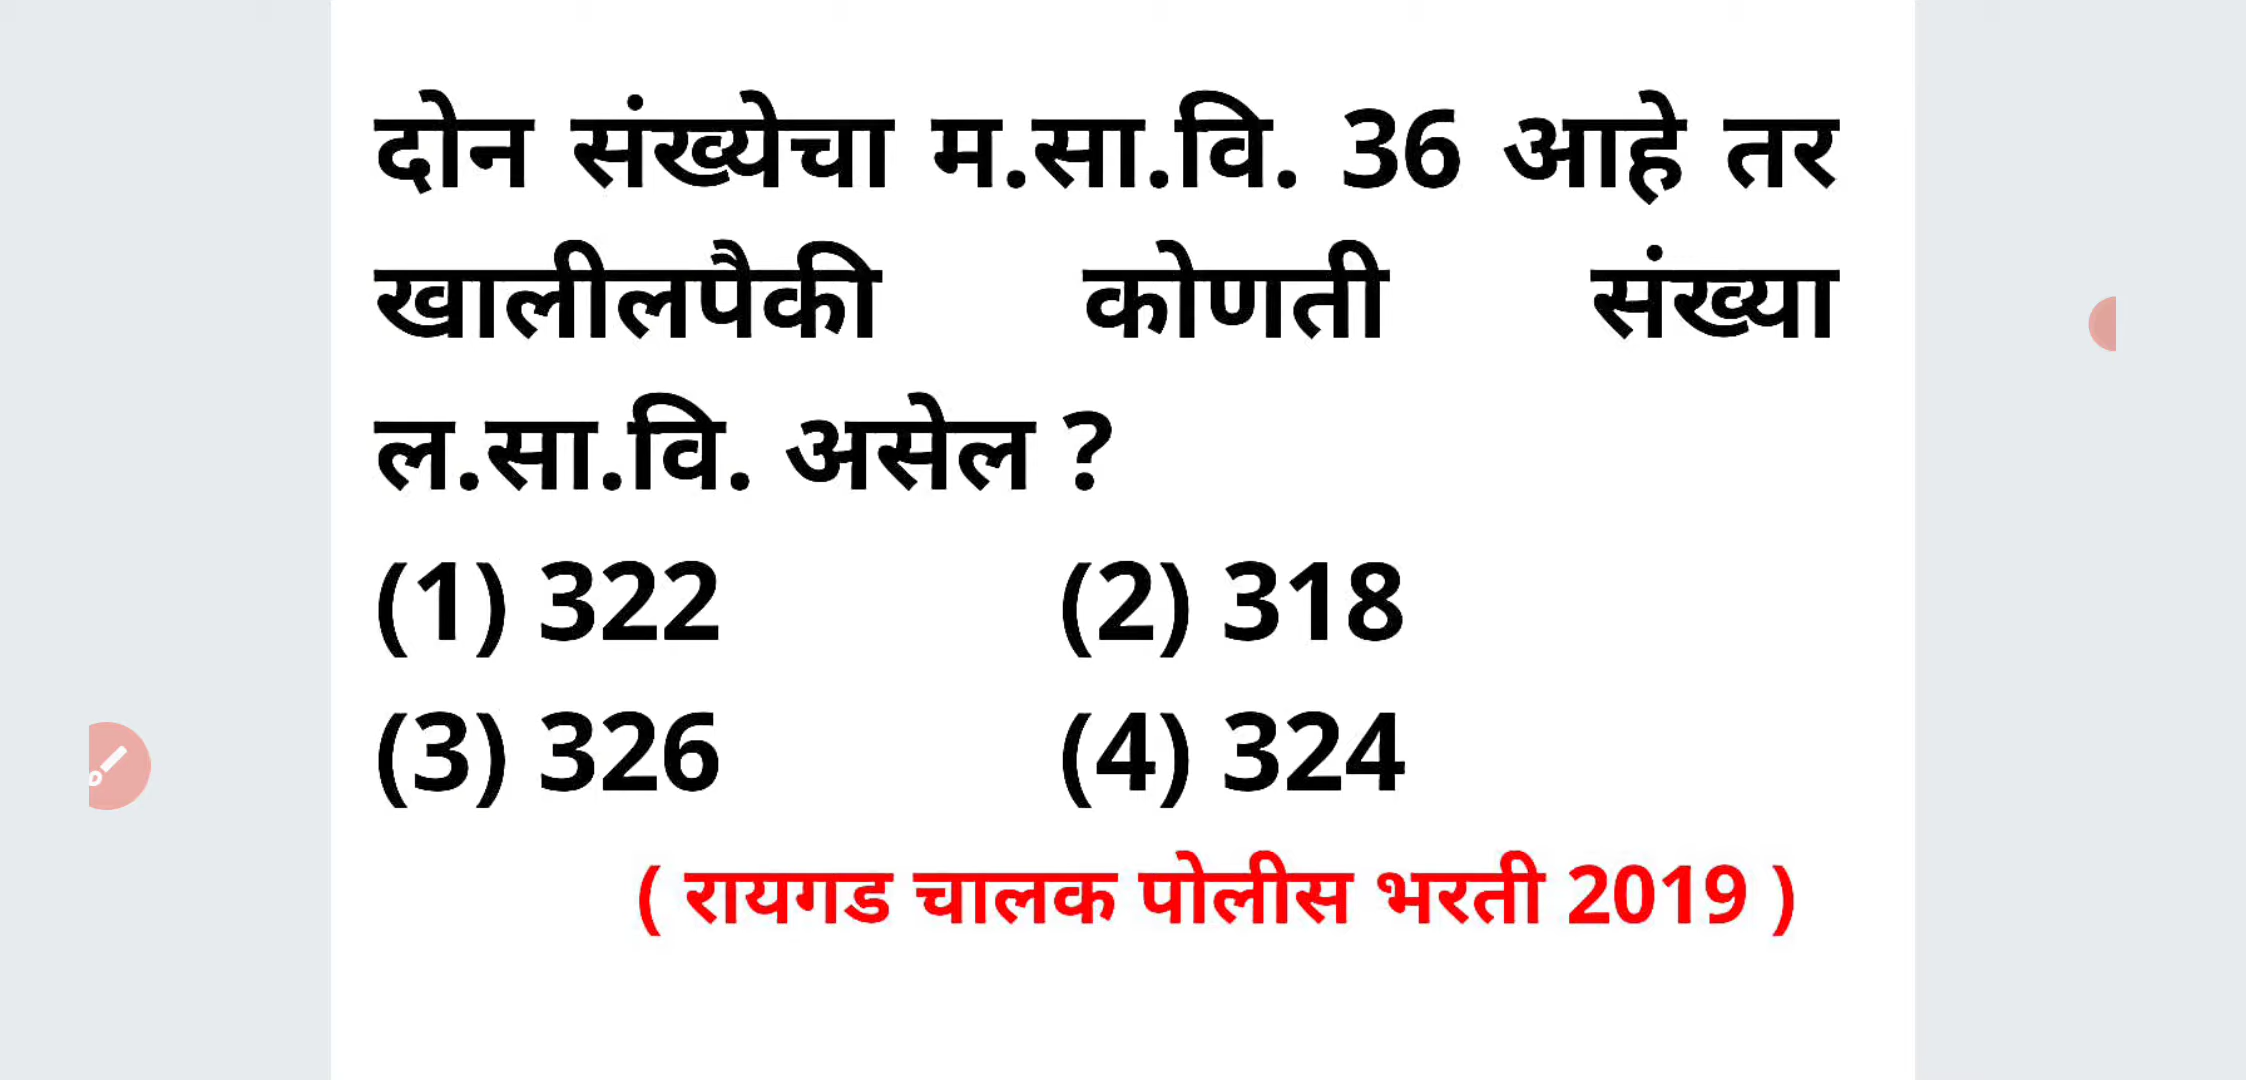 दोन संख्येचा म.सा.वि. 36 आहे तर
खालीलपैकी कोणती संख्या
ल.सा.वि. असेल ?
(1) 322 (2) 318
(3) 326 (4) 324
( रायगड चालक पोलीस भरती 2019 )